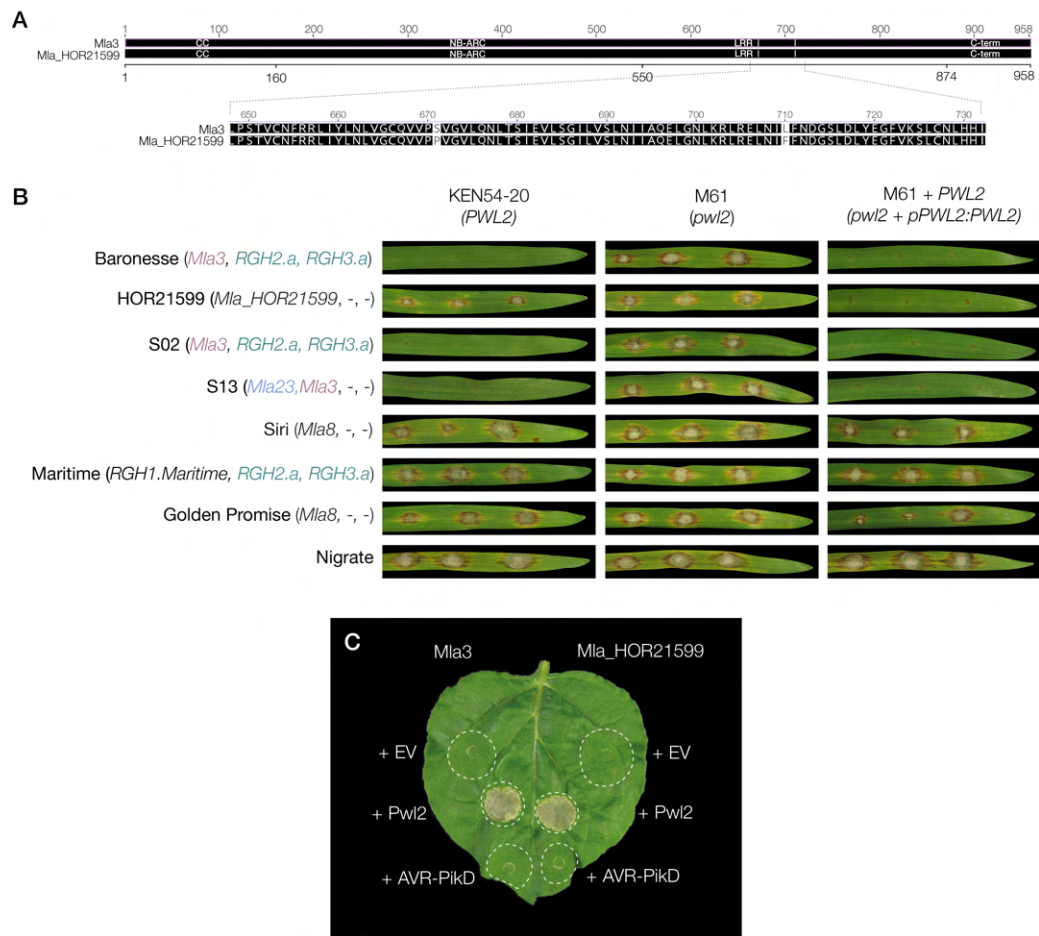 A
1 100 200 300 400 500 600 700 800 900 958
Mla3 CC NB-ARC LRR C-term
Mla_HOR21599 CC NB-ARC LRR C-term
1 160 550 874 958
650 660 670 680 690 700 710 720 730
Mla3 LPSTVCNFRRLIYLNLVGCQVVPSVGVLQNLTSIEVLSGILVSLNIIAQELGNLKRLRELNILFNDGSLDLYEGFVKSLCNLHHI
Mla_HOR21599 LPSTVCNFRRLIYLNLVGCQVVPPVGVLQNLTSIEVLSGILVSLNIIAQELGNLKRLRELNIFFNDGSLDLYEGFVKSLCNLHHI
B
KEN54-20 M61 M61 + PWL2
(PWL2) (pwl2) (pwl2 + pPWL2:PWL2)
Baronesse (Mla3, RGH2.a, RGH3.a)
HOR21599 (Mla_HOR21599, -, -)
S02 (Mla3, RGH2.a, RGH3.a)
S13 (Mla23,Mla3, -, -)
Siri (Mla8, -, -)
Maritime (RGH1.Maritime, RGH2.a, RGH3.a)
Golden Promise (Mla8, -, -)
Nigrate
C
Mla3 Mla_HOR21599
+ EV + EV
+ Pwl2 + Pwl2
+ AVR-PikD + AVR-PikD